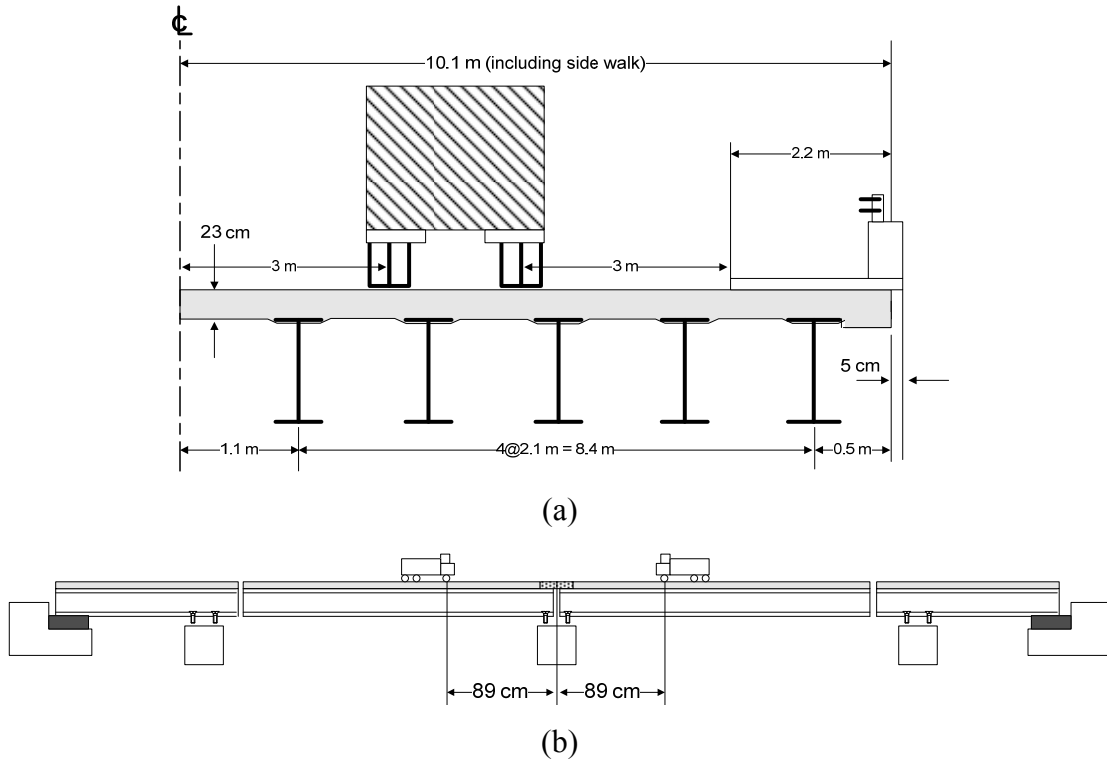 ℄
10.1 m (including side walk)
2.2 m
23 cm
3 m
3 m
5 cm
1.1 m
4@2.1 m = 8.4 m
0.5 m
(a)
89 cm
89 cm
(b)